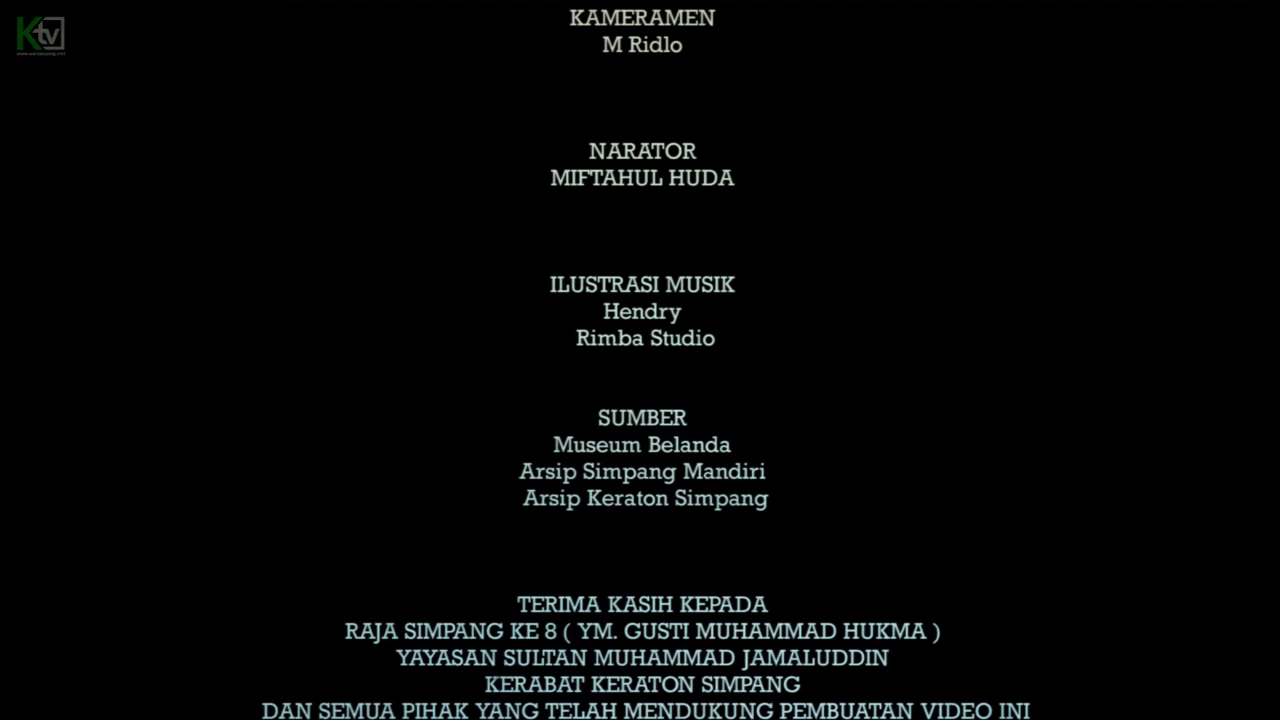 Ktv
KAMERAMEN
M Ridlo
NARATOR
MIFTAHUL HUDA
ILUSTRASI MUSIK
Hendry
Rimba Studio
SUMBER
Museum Belanda
Arsip Simpang Mandiri
Arsip Keraton Simpang
TERIMA KASIH KEPADA
RAJA SIMPANG KE 8 ( YM. GUSTI MUHAMMAD HUKMA )
YAYASAN SULTAN MUHAMMAD JAMALUDDIN
KERABAT KERATON SIMPANG
DAN SEMUA PIHAK YANG TELAH MENDUKUNG PEMBUATAN VIDEO INI